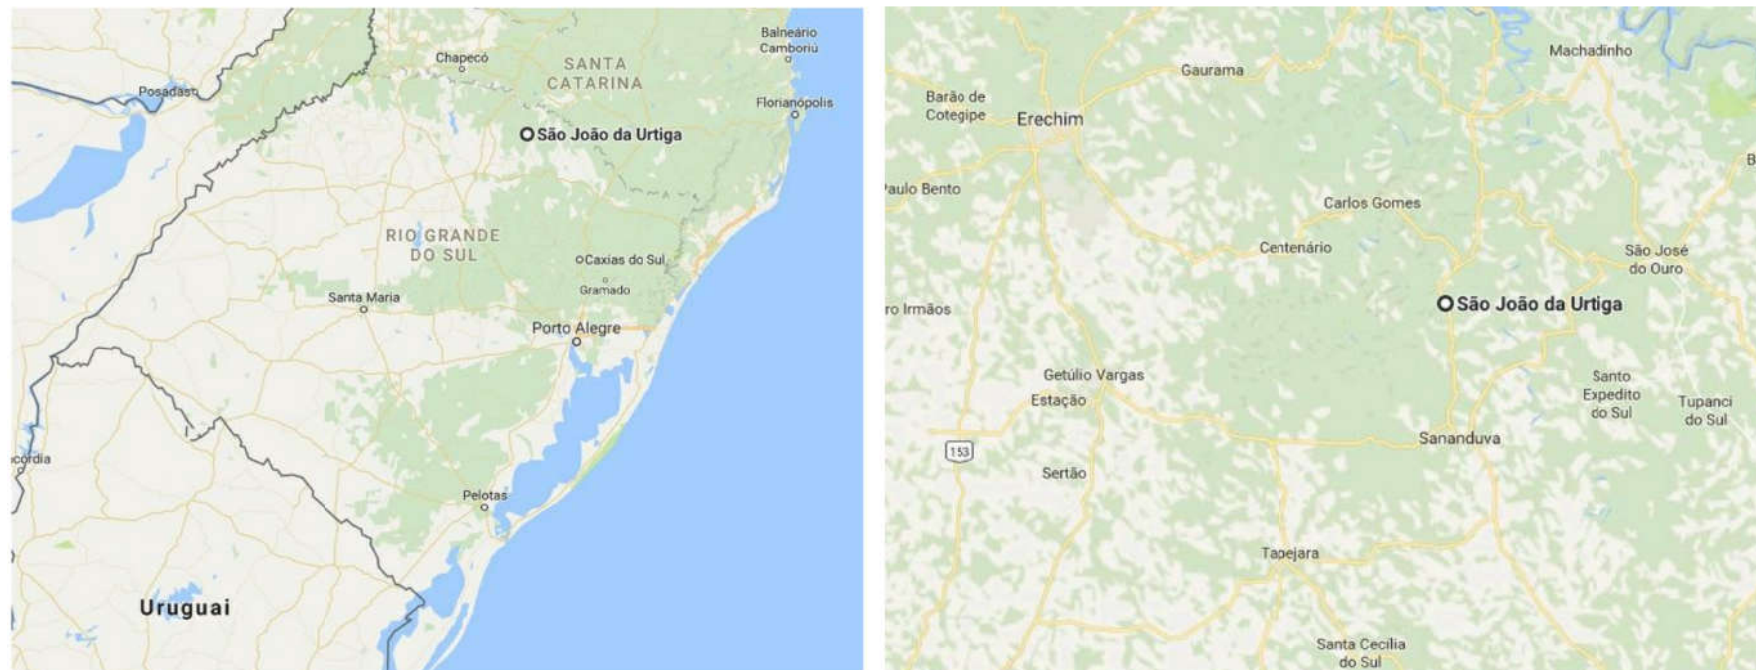 Balneário
Camboriú
Chapecó
SANTA
CATARINA
Posadas
Florianópolis
São João da Urtiga
RIO GRANDE
DO SUL
Caxias do Sul
Gramado
Santa Maria
Porto Alegre
Pelotas
Uruguai
Machadinho
Gaurama
Barão de
Cotegipe
Erechim
Paulo Bento
Carlos Gomes
Centenário
São José
do Ouro
São João da Urtiga
ro Irmãos
Getúlio Vargas
Estação
Santo
Expedito
do Sul
Tupanci
do Sul
Sananduva
153
Sertão
Tapejara
Santa Cecília
do Sul
B